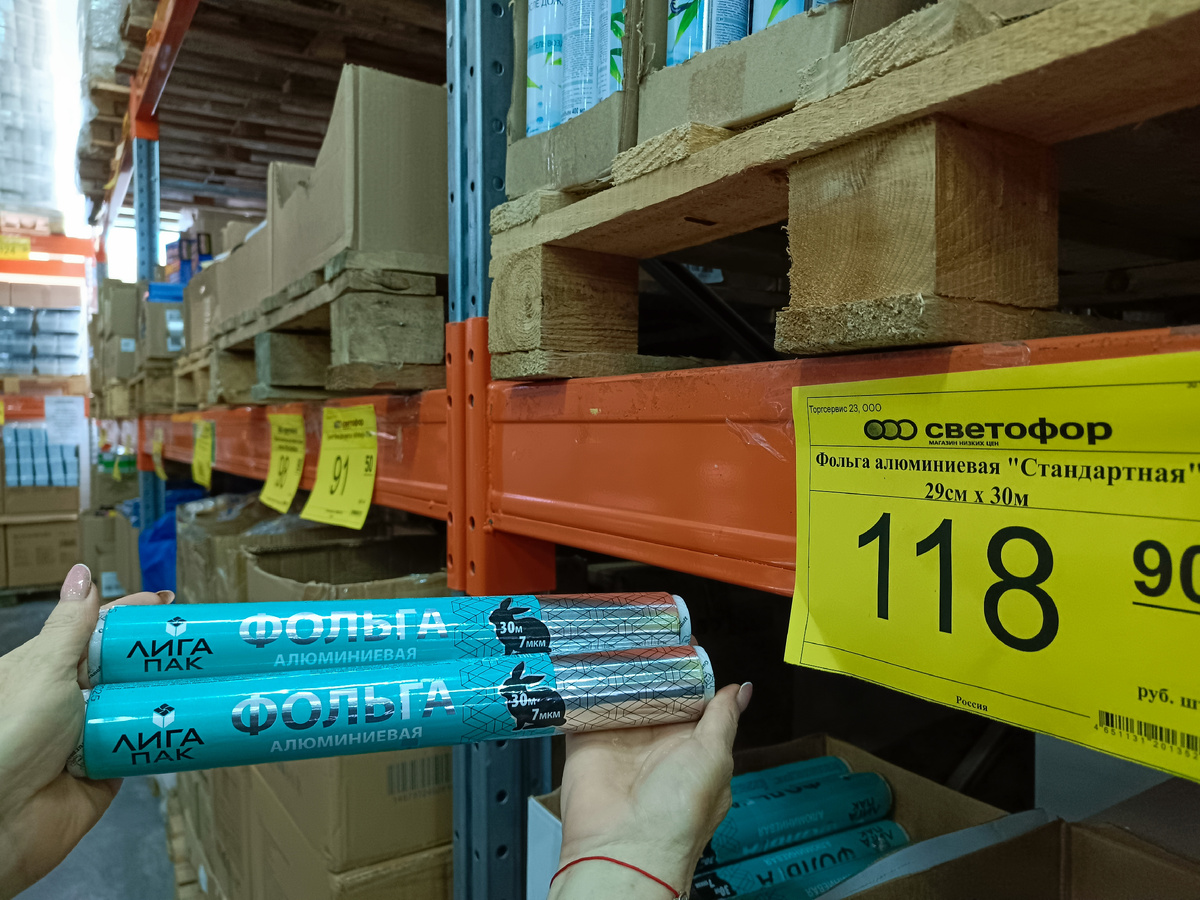 Торгсервис 23, ООО
светофор
МАГАЗИН НИЗКИХ ЦЕН
Фольга алюминиевая "Стандартная"
29см x 30м
118 90
руб. шт
Россия
91 50
ЛИГА
ПАК
ФОЛЬГА
АЛЮМИНИЕВАЯ
30м
7мкм
ЛИГА
ПАК
ФОЛЬГА
АЛЮМИНИЕВАЯ
30м
7мкм